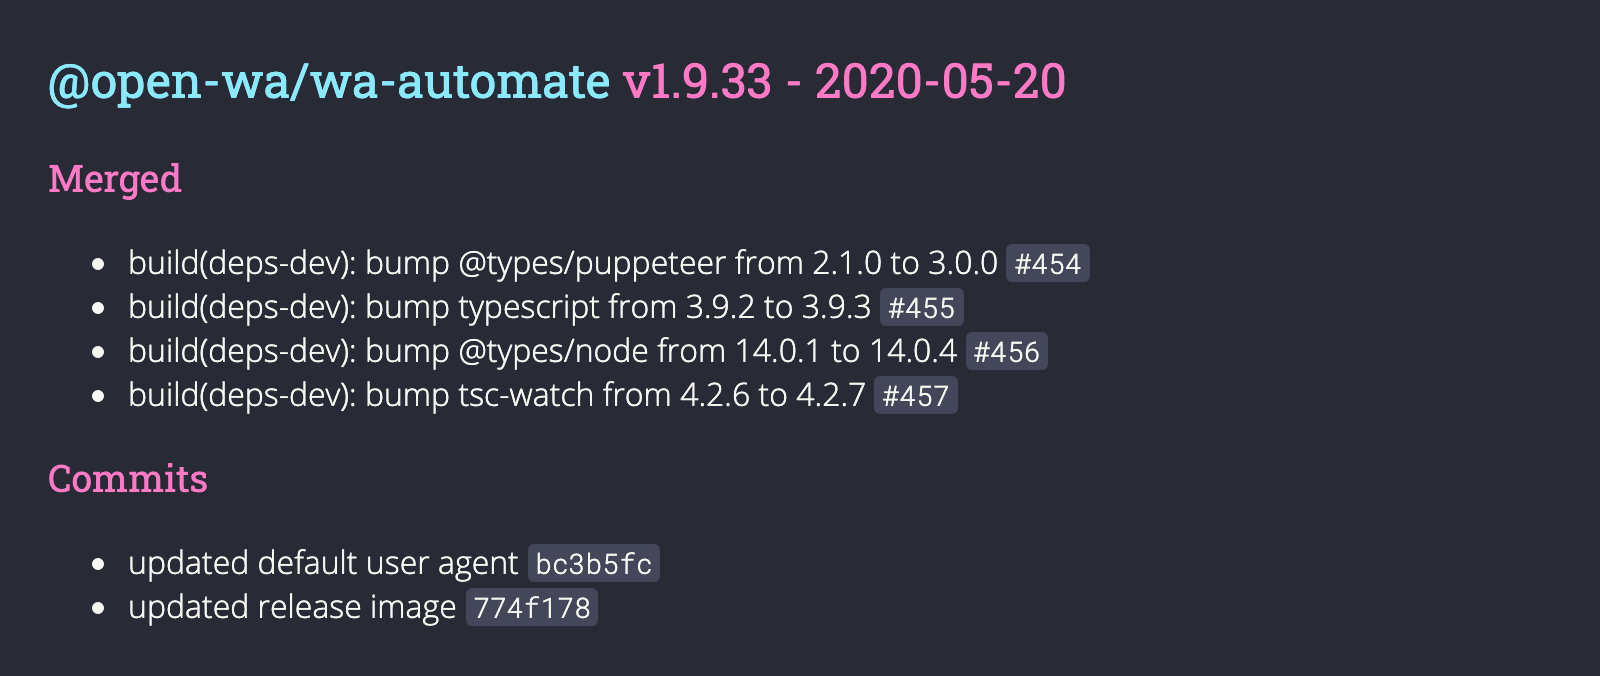 @open-wa/wa-automate v1.9.33 - 2020-05-20
Merged
build(deps-dev): bump @types/puppeteer from 2.1.0 to 3.0.0 #454
build(deps-dev): bump typescript from 3.9.2 to 3.9.3 #455
build(deps-dev): bump @types/node from 14.0.1 to 14.0.4 #456
build(deps-dev): bump tsc-watch from 4.2.6 to 4.2.7 #457
Commits
updated default user agent bc3b5fc
updated release image 774f178